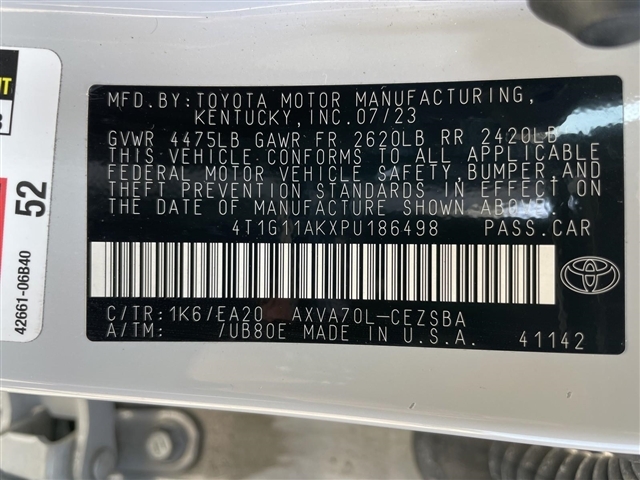 MFD.BY:TOYOTA MOTOR MANUFACTURING,
KENTUCKY,INC.07/23
GVWR 4475LB GAWR FR 2620LB RR 2420LB
THIS VEHICLE CONFORMS TO ALL APPLICABLE
FEDERAL MOTOR VEHICLE SAFETY,BUMPER,AND
THEFT PREVENTION STANDARDS IN EFFECT ON
THE DATE OF MANUFACTURE SHOWN ABOVE.
4T1G11AKXPU186498 PASS.CAR
C/TR:1K6/EA20 AXVA70L-CEZSBA
A/TM: /UB80E MADE IN U.S.A. 41142
52
42661-06B40